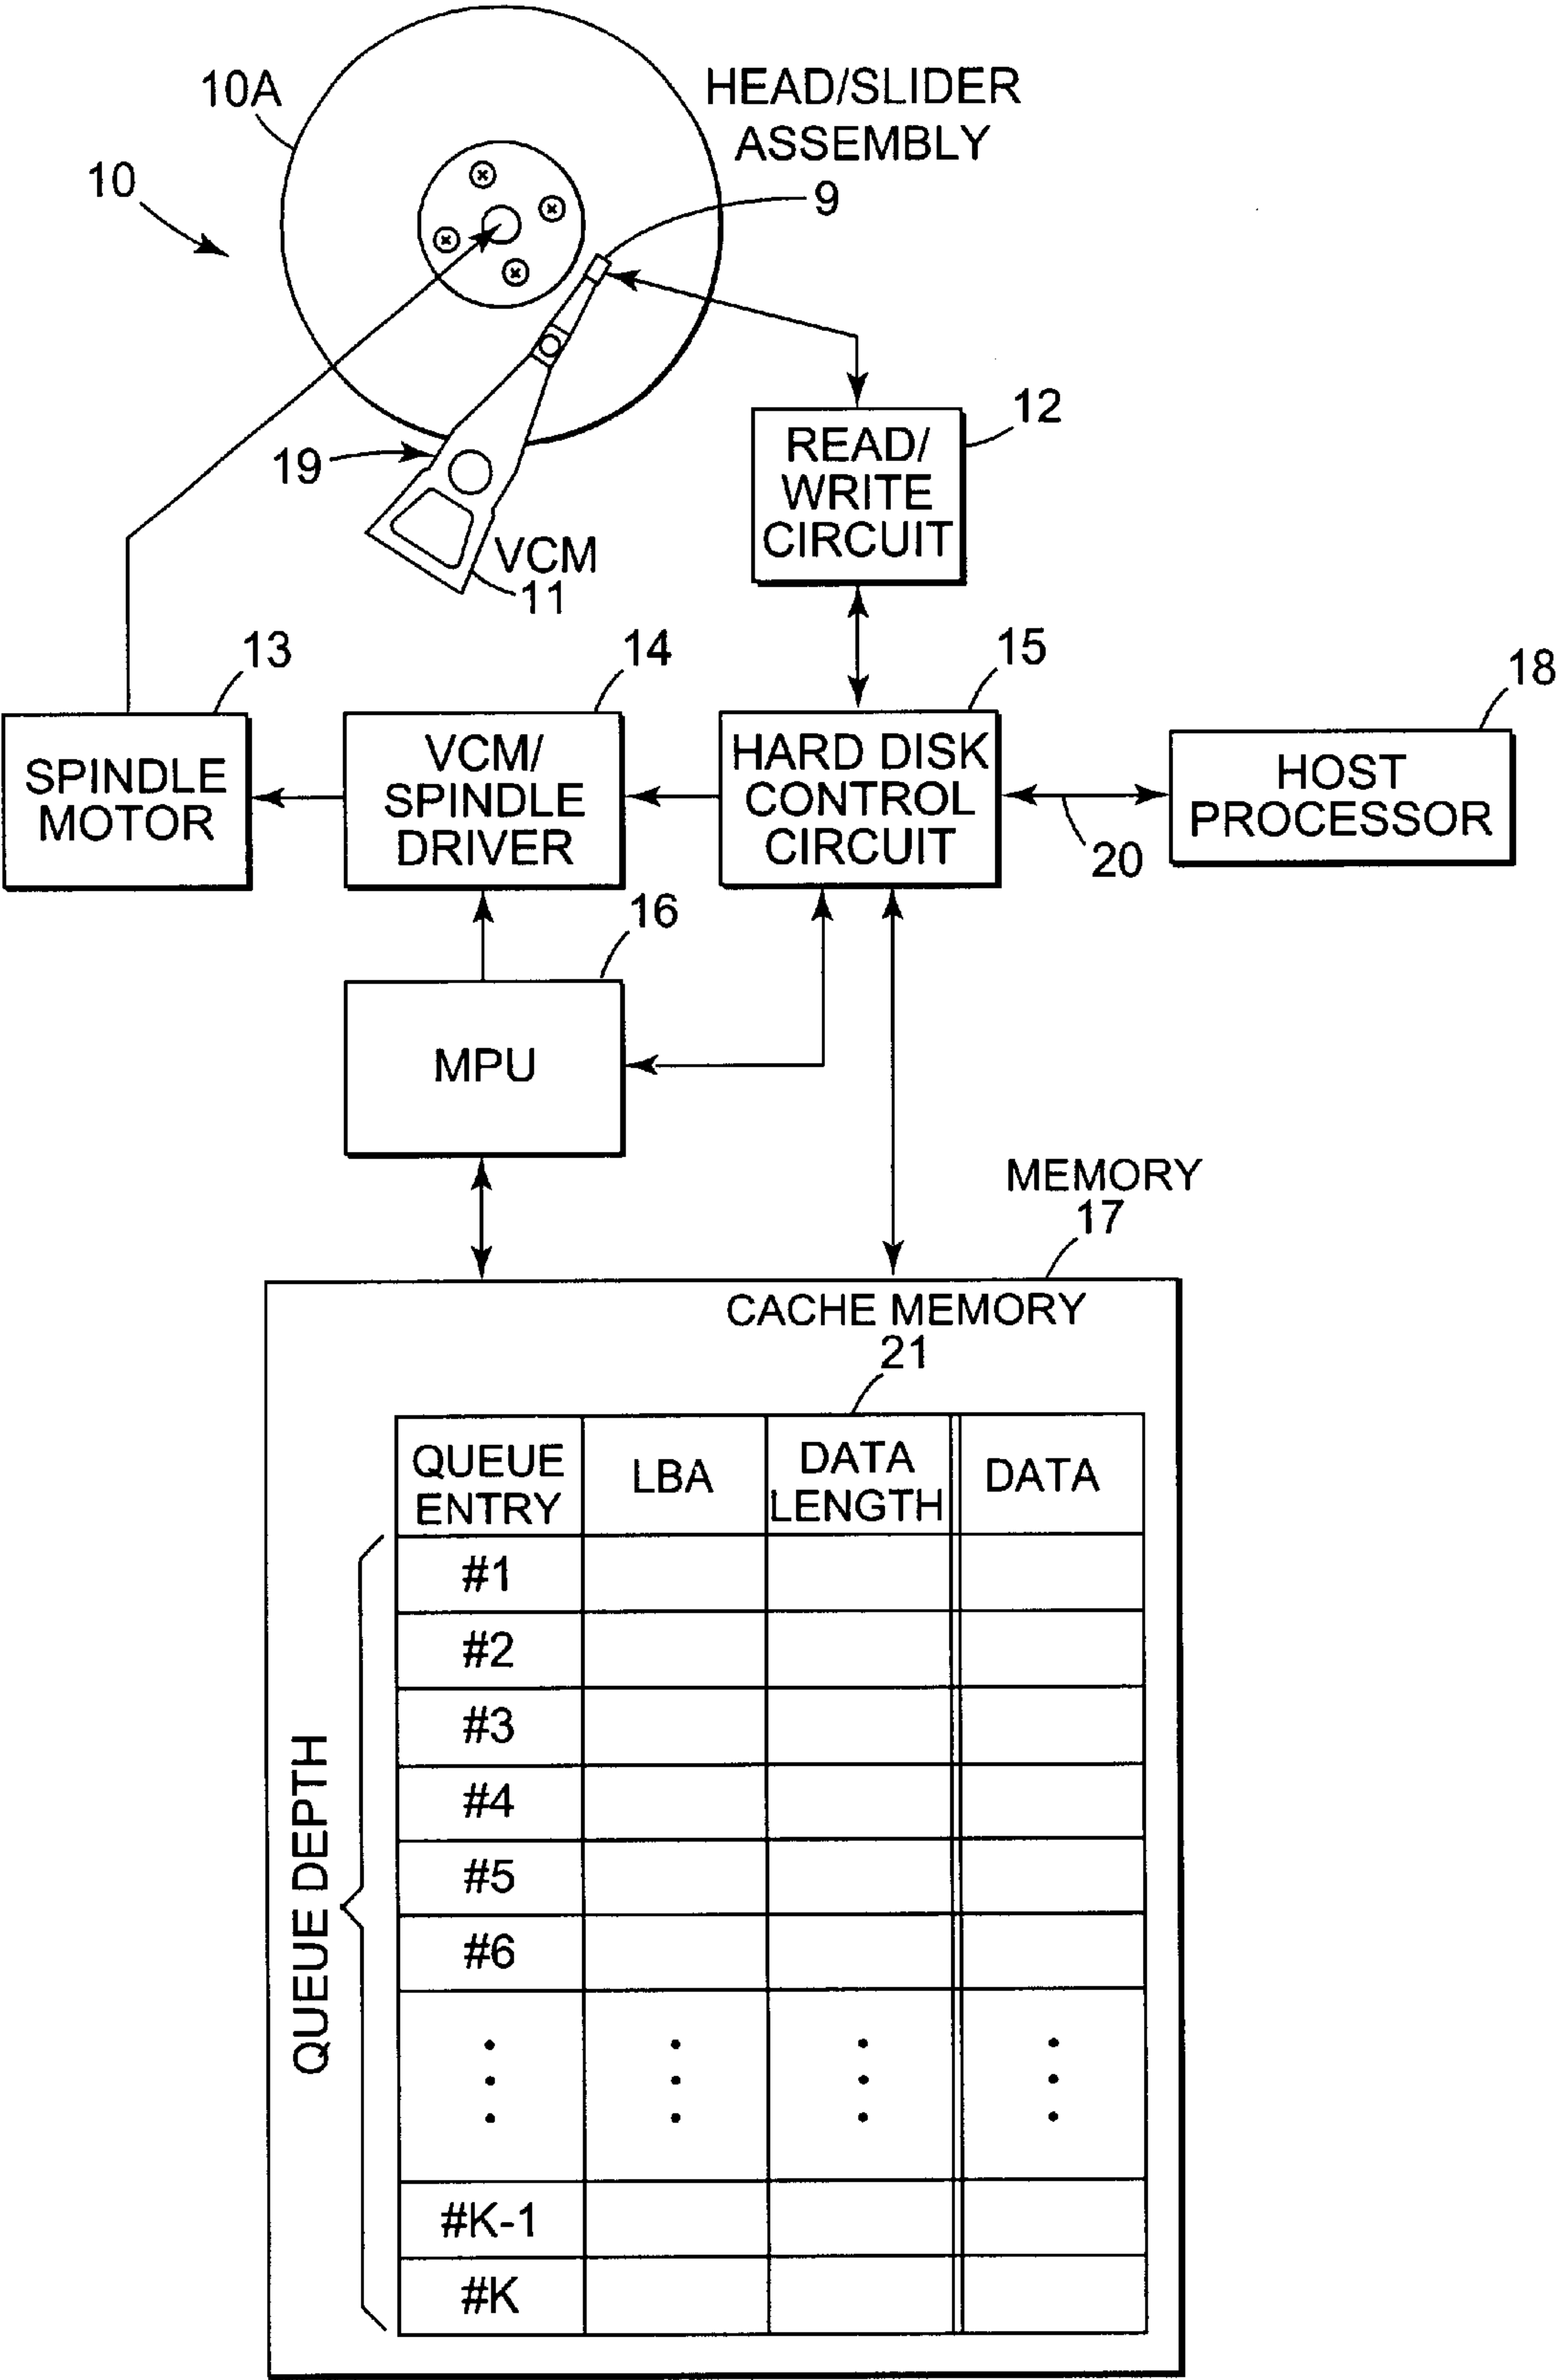 10A
HEAD/SLIDER
ASSEMBLY
10
9
12
READ/
WRITE
CIRCUIT
19
VCM
11
13
14
15
18
SPINDLE
MOTOR
VCM/
SPINDLE
DRIVER
HARD DISK
CONTROL
CIRCUIT
HOST
PROCESSOR
20
16
MPU
MEMORY
17
CACHE MEMORY
21
QUEUE
ENTRY
LBA
DATA
LENGTH
DATA
QUEUE DEPTH
#1
#2
#3
#4
#5
#6
#K-1
#K